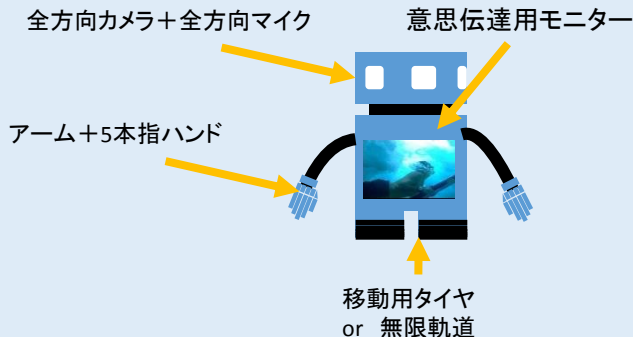 全方向カメラ＋全方向マイク
意思伝達用モニター
アーム＋5本指ハンド
移動用タイヤ
or 無限軌道